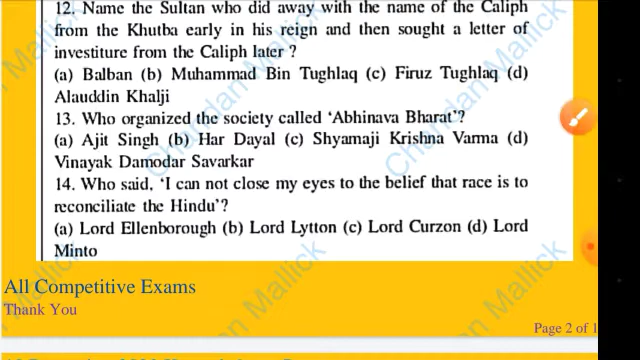 12. Name the Sultan who did away with the name of the Caliph
from the Khutba early in his reign and then sought a letter of
investiture from the Caliph later ?
(a) Balban (b) Muhammad Bin Tughlaq (c) Firuz Tughlaq (d)
Alauddin Khalji
13. Who organized the society called ‘Abhinava Bharat’?
(a) Ajit Singh (b) Har Dayal (c) Shyamaji Krishna Varma (d)
Vinayak Damodar Savarkar
14. Who said, ‘I can not close my eyes to the belief that race is to
reconciliate the Hindu’?
(a) Lord Ellenborough (b) Lord Lytton (c) Lord Curzon (d) Lord
Minto
Chandan Mallick
Chandan Mallick
All Competitive Exams
Thank You
Page 2 of 1